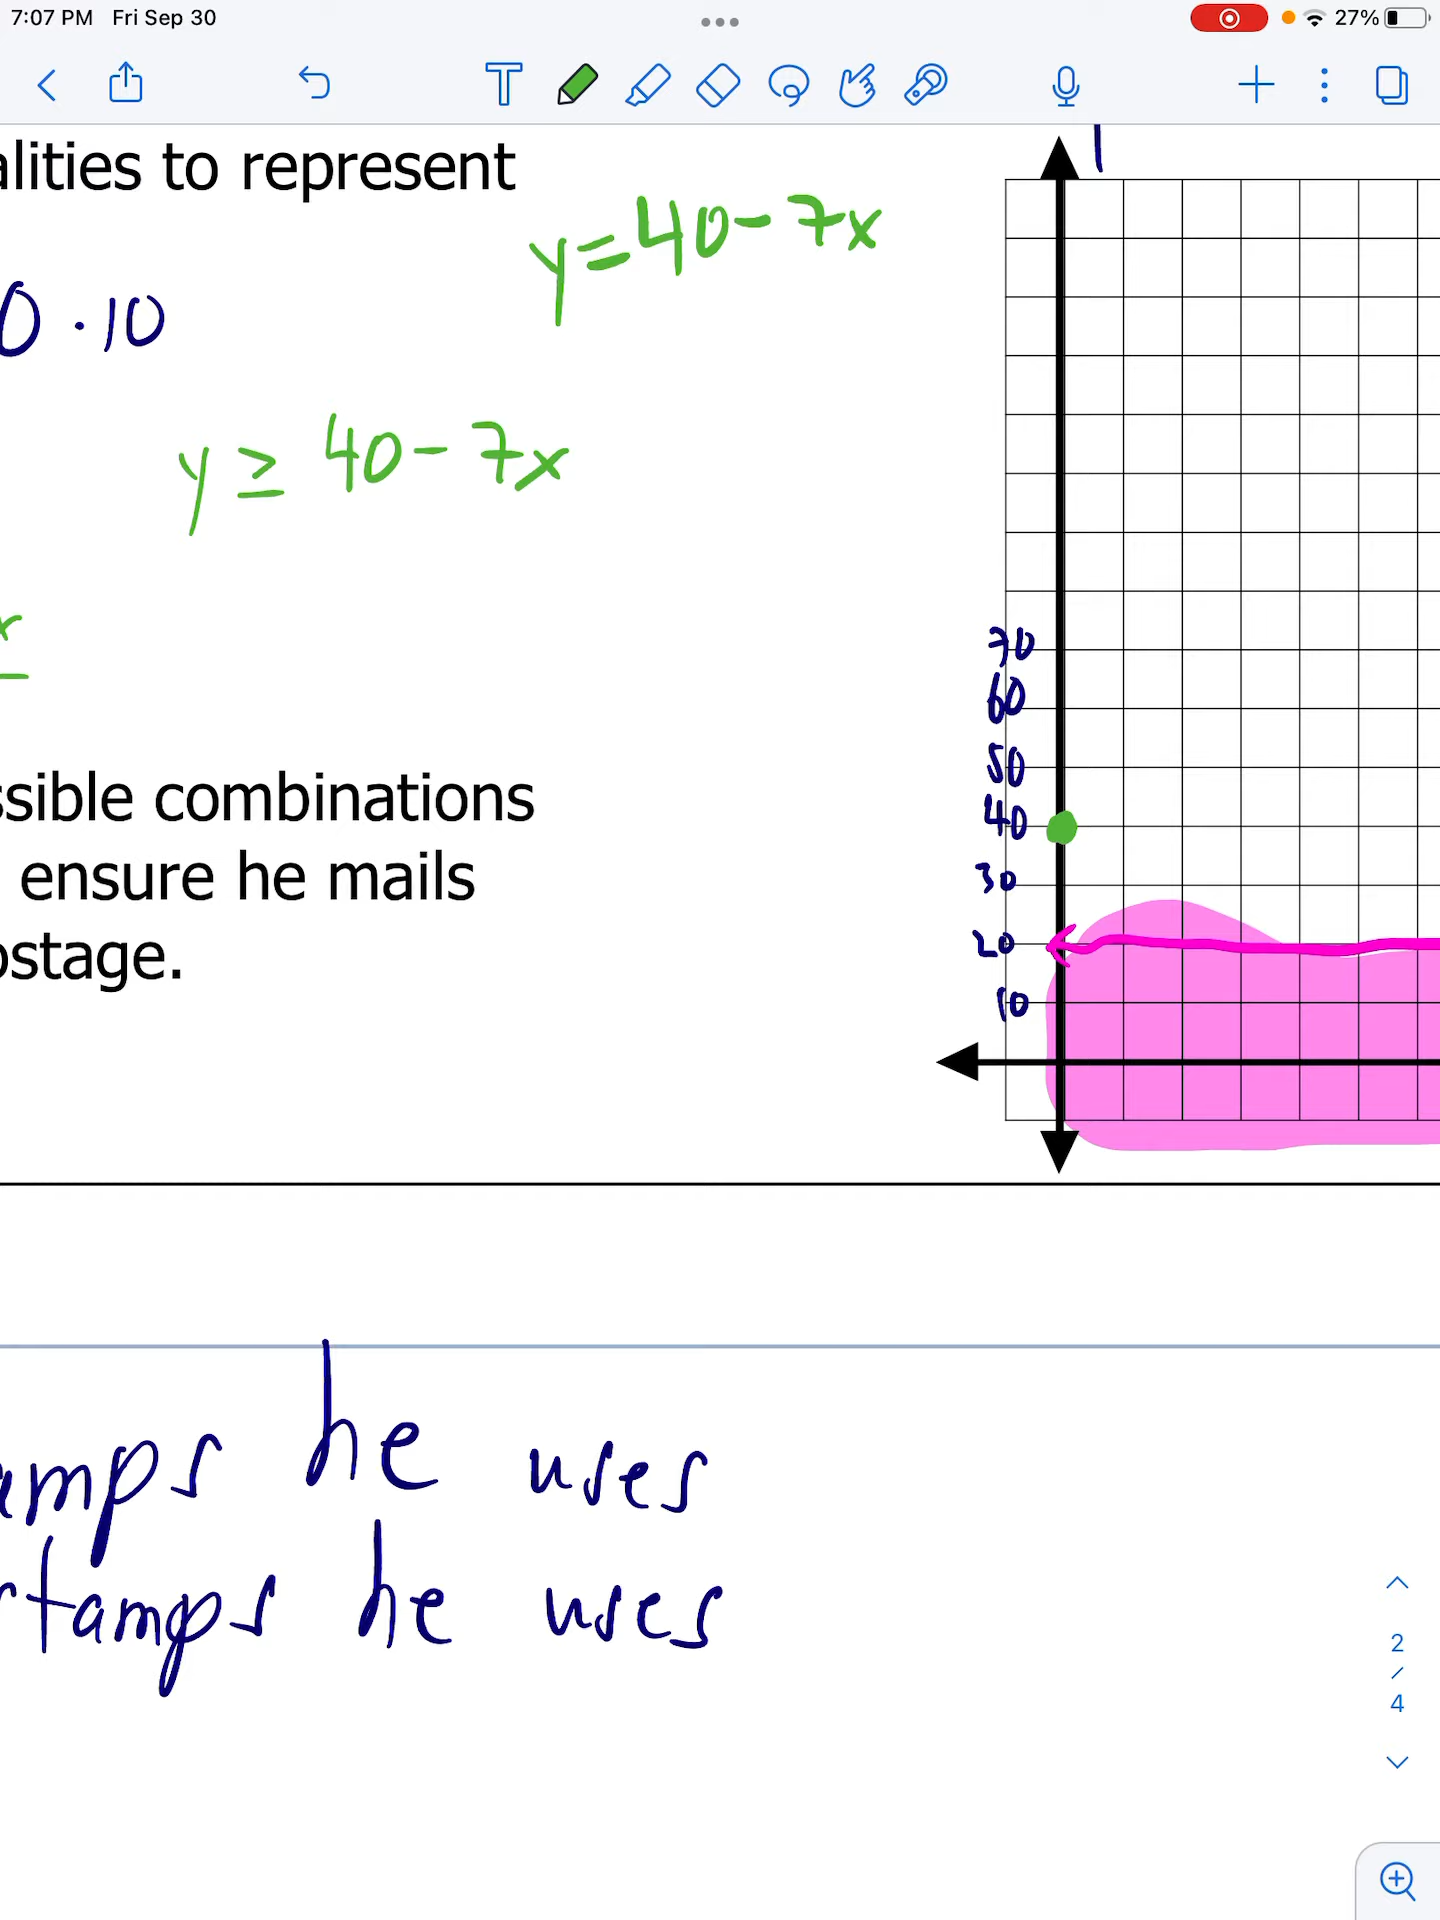 7:07 PM Fri Sep 30
27%
alities to represent
y=40-7x
0 · 10
y ≥ 40-7x
x
70
60
ssible combinations
50
40
ensure he mails
30
20
ostage.
10
amps he uses
stamps he uses
2
/
4